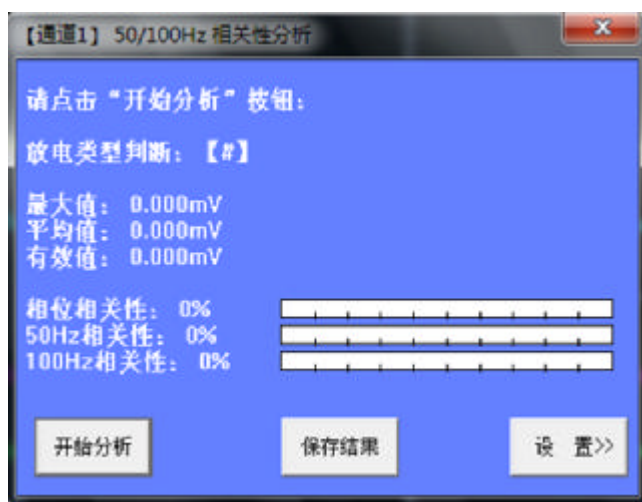 【通道1】 50/100Hz 相关性分析
请点击“开始分析”按钮：
放电类型判断：【#】
最大值： 0.000mV
平均值： 0.000mV
有效值： 0.000mV
相位相关性： 0%
50Hz相关性： 0%
100Hz相关性： 0%
开始分析 保存结果 设 置>>